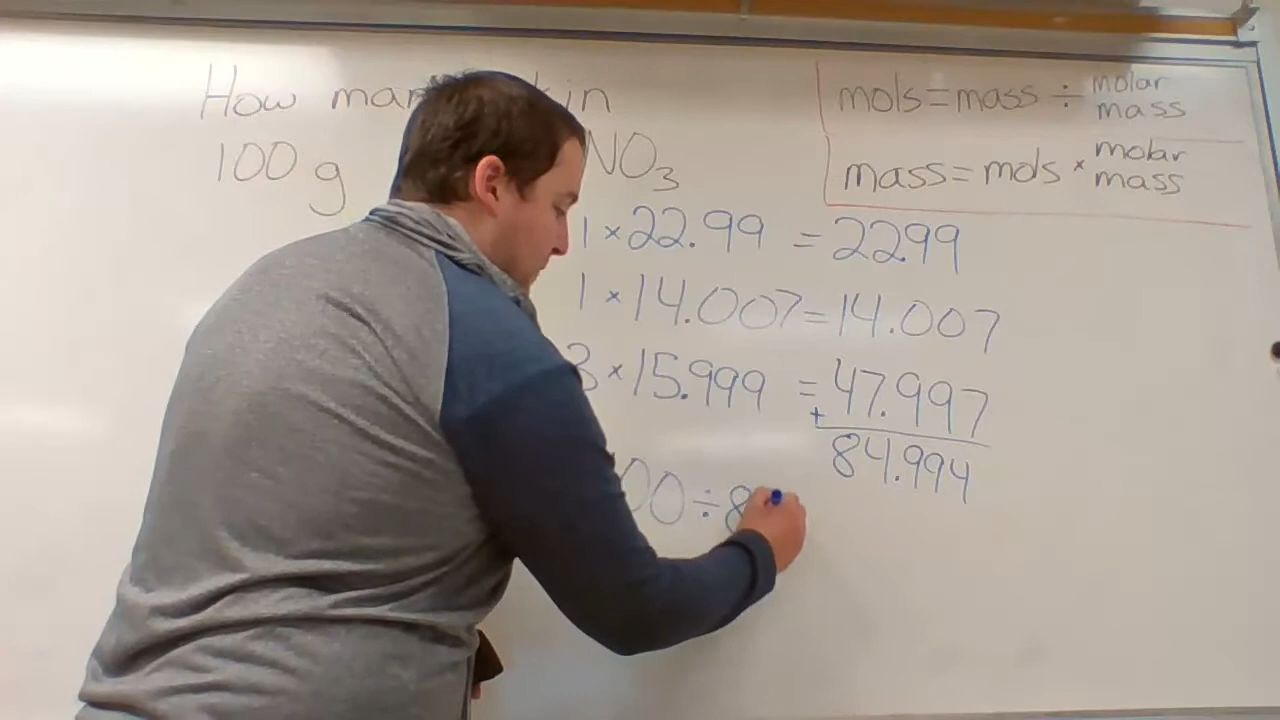 How in
100 g NO3
1 × 22.99 = 2299
1 × 14.007 = 14.007
3 × 15.999 = 47.997
+
84.994
00 ÷ 8
mols = mass ÷ molar mass
mass = mols × molar mass